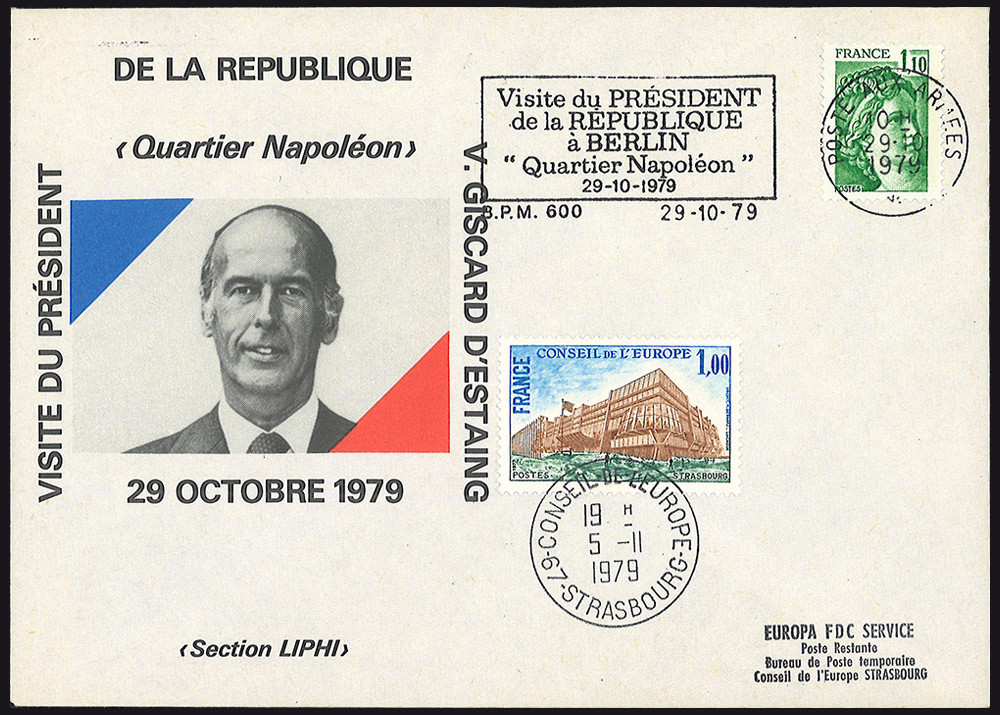 DE LA REPUBLIQUE
‹ Quartier Napoléon ›
VISITE DU PRÉSIDENT
V. GISCARD D'ESTAING
29 OCTOBRE 1979
‹ Section LIPHI ›
Visite du PRÉSIDENT
de la RÉPUBLIQUE
à BERLIN
“ Quartier Napoléon ”
29-10-1979
B.P.M. 600 29-10-79
FRANCE
1,10
POSTES
POSTE AUX ARMEES
10 H
29-10
1979
CONSEIL DE L'EUROPE
1,00
FRANCE
POSTES
STRASBOURG
CONSEIL DE L'EUROPE
19 H
5 -11
1979
67-STRASBOURG
EUROPA FDC SERVICE
Poste Restante
Bureau de Poste temporaire
Conseil de l'Europe STRASBOURG